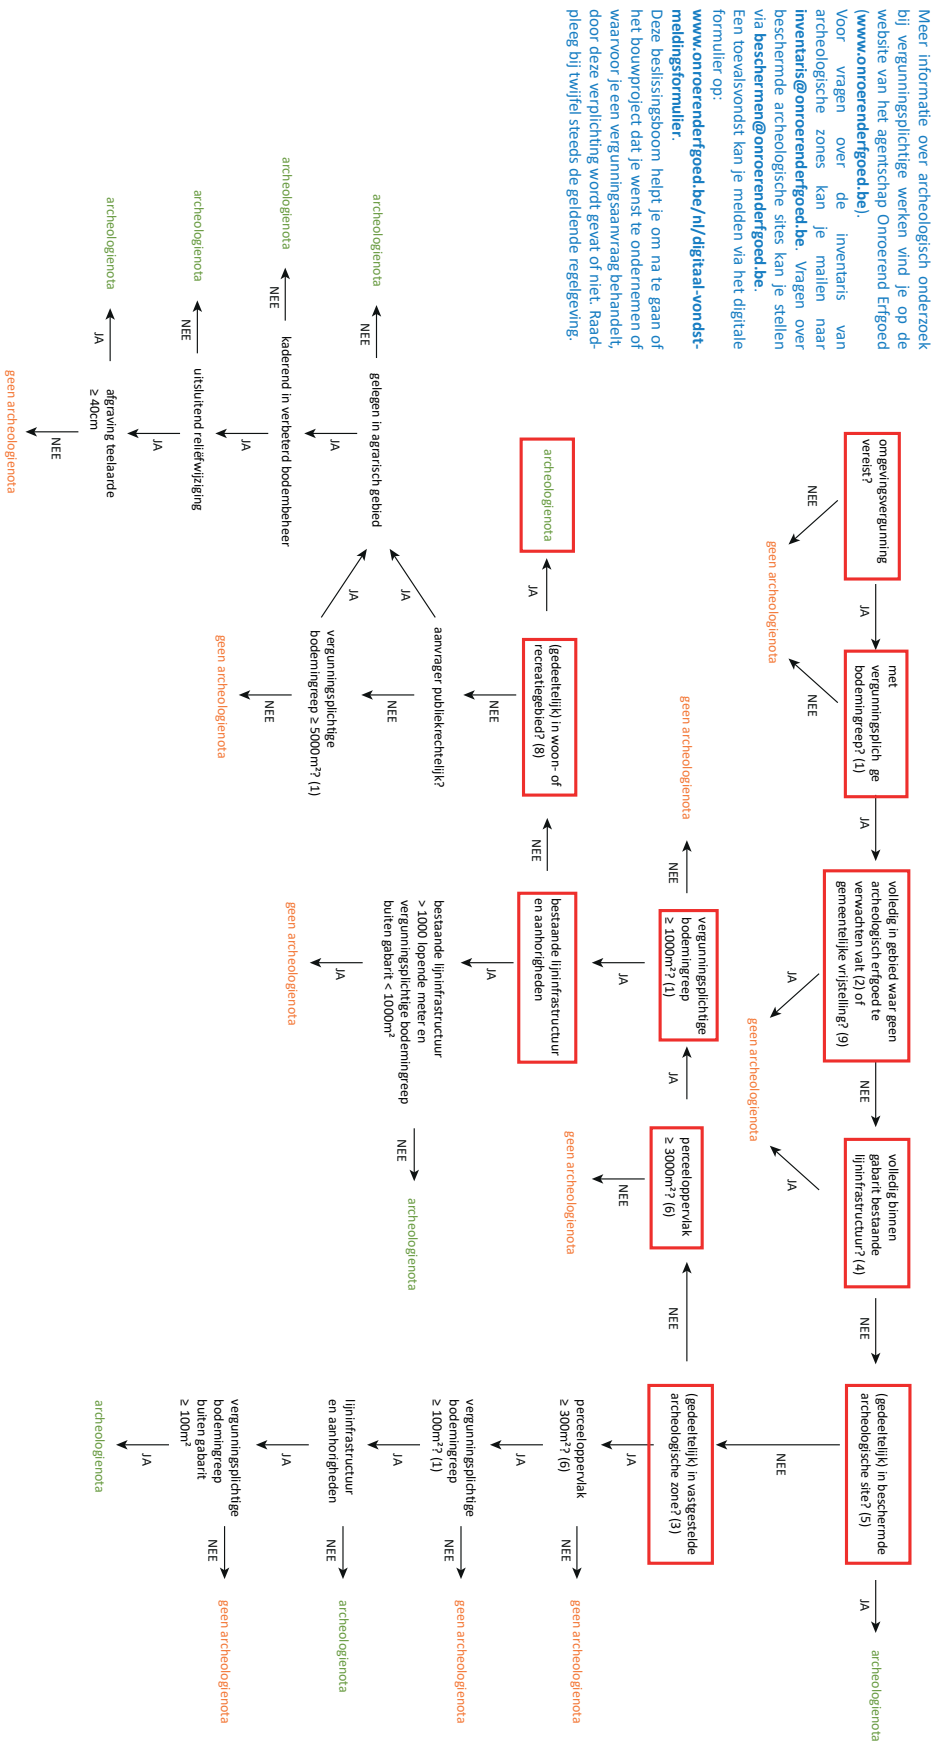 Meer informatie over archeologisch onderzoek
bij vergunningsplichtige werken vind je op de
website van het agentschap Onroerend Erfgoed
(www.onroerenderfgoed.be).
Voor vragen over de inventaris van
archeologische zones kan je mailen naar
inventaris@onroerenderfgoed.be. Vragen over
beschermde archeologische sites kan je stellen
via beschermen@onroerenderfgoed.be.
Een toevalsvondst kan je melden via het digitale
formulier op:
www.onroerenderfgoed.be/nl/digitaal-vondst-
meldingsformulier.
Deze beslissingsboom helpt je om na te gaan of
het bouwproject dat je wenst te ondernemen of
waarvoor je een vergunningsaanvraag behandelt,
door deze verplichting wordt gevat of niet. Raad-
pleeg bij twijfel steeds de geldende regelgeving.
omgevingsvergunning
vereist?
NEE
JA
geen archeologienota
met
vergunningsplich ge
bodemingreep? (1)
NEE
JA
volledig in gebied waar geen
archeologisch erfgoed te
verwachten valt (2) of
gemeentelijke vrijstelling? (9)
JA
NEE
geen archeologienota
volledig binnen
gabarit bestaande
lijninfrastructuur? (4)
JA
NEE
(gedeeltelijk) in beschermde
archeologische site? (5)
JA
archeologienota
NEE
(gedeeltelijk) in vastgestelde
archeologische zone? (3)
NEE
JA
perceeloppervlak
≥ 3000m²? (6)
JA
NEE
geen archeologienota
vergunningsplichtige
bodemingreep
≥ 1000m²? (1)
NEE
geen archeologienota
JA
bestaande lijninfrastructuur
en aanhorigheden
NEE
JA
bestaande lijninfrastructuur
> 1000 lopende meter en
vergunningsplichtige bodemingreep
buiten gabarit < 1000m²
NEE
archeologienota
JA
geen archeologienota
(gedeeltelijk) in woon- of
recreatiegebied? (8)
JA
archeologienota
NEE
aanvrager publiekrechtelijk?
JA
NEE
vergunningsplichtige
bodemingreep ≥ 5000m²? (1)
JA
NEE
geen archeologienota
gelegen in agrarisch gebied
NEE
archeologienota
JA
kaderend in verbeterd bodembeheer
NEE
archeologienota
JA
uitsluitend reliëfwijziging
NEE
archeologienota
JA
afgraving teelaarde
≥ 40cm
JA
archeologienota
NEE
geen archeologienota
perceeloppervlak
≥ 300m²? (6)
NEE
geen archeologienota
JA
vergunningsplichtige
bodemingreep
≥ 100m²? (1)
NEE
geen archeologienota
JA
lijninfrastructuur
en aanhorigheden
NEE
archeologienota
JA
vergunningsplichtige
bodemingreep
buiten gabarit
≥ 100m²
NEE
geen archeologienota
JA
archeologienota